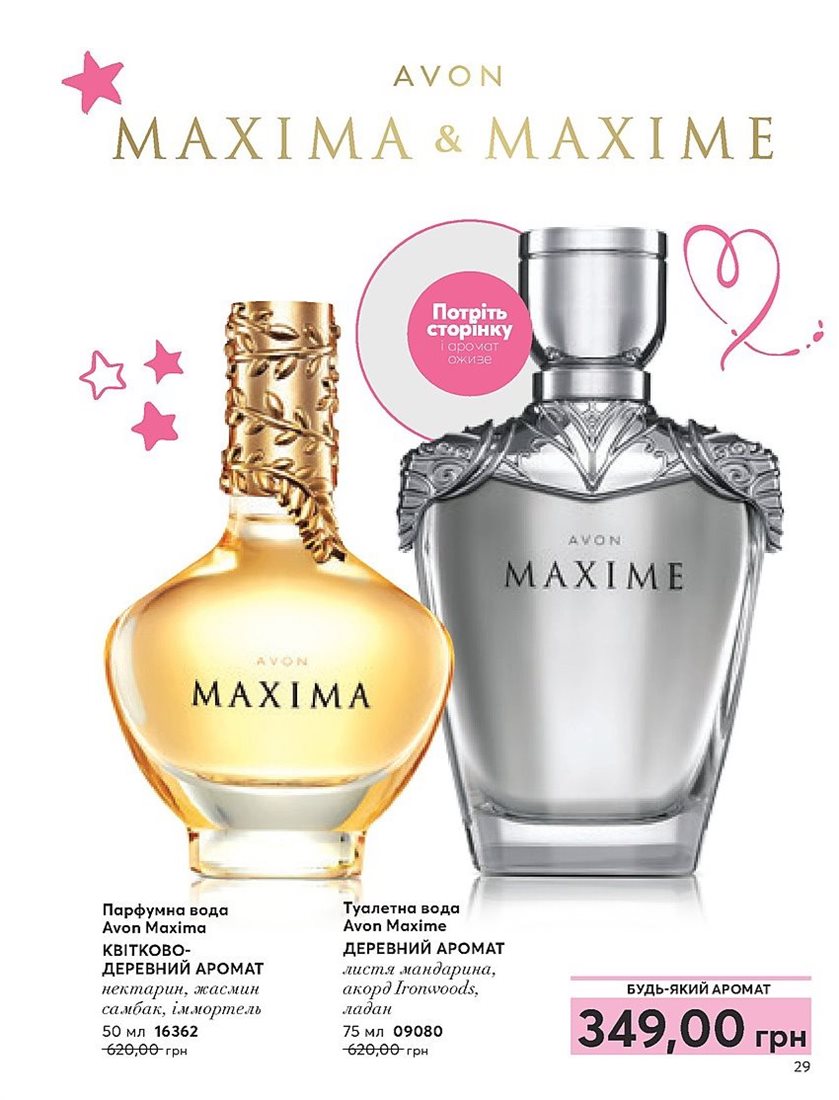 AVON
MAXIMA & MAXIME
Потріть
сторінку
і аромат
оживе
AVON
MAXIME
AVON
MAXIMA
Парфумна вода
Avon Maxima
КВІТКОВО-
ДЕРЕВНИЙ АРОМАТ
нектарин, жасмин
самбак, іммортель
50 мл 16362
620,00 грн
Туалетна вода
Avon Maxime
ДЕРЕВНИЙ АРОМАТ
листя мандарина,
акорд Ironwoods,
ладан
75 мл 09080
620,00 грн
БУДЬ-ЯКИЙ АРОМАТ
349,00 грн
29